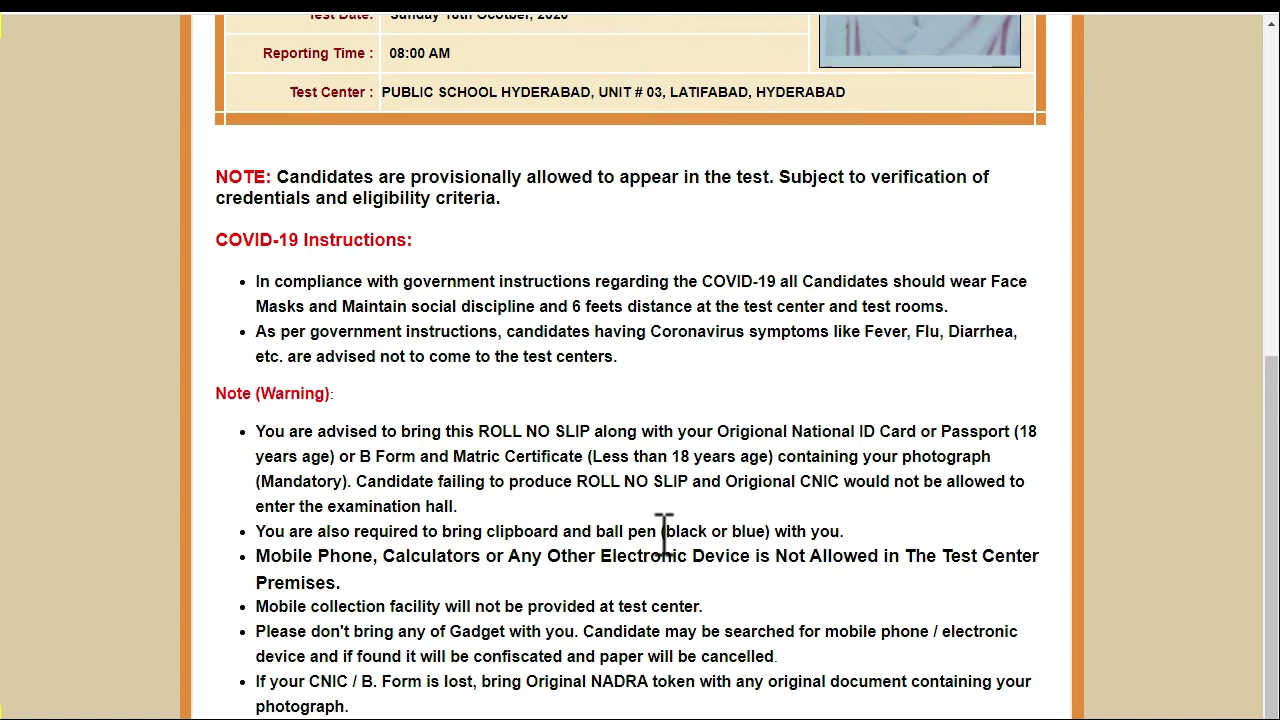 Test Date: Sunday 18th Ocotber, 2020
Reporting Time : 08:00 AM
Test Center : PUBLIC SCHOOL HYDERABAD, UNIT # 03, LATIFABAD, HYDERABAD
NOTE: Candidates are provisionally allowed to appear in the test. Subject to verification of
credentials and eligibility criteria.
COVID-19 Instructions:
• In compliance with government instructions regarding the COVID-19 all Candidates should wear Face
Masks and Maintain social discipline and 6 feets distance at the test center and test rooms.
• As per government instructions, candidates having Coronavirus symptoms like Fever, Flu, Diarrhea,
etc. are advised not to come to the test centers.
Note (Warning):
• You are advised to bring this ROLL NO SLIP along with your Origional National ID Card or Passport (18
years age) or B Form and Matric Certificate (Less than 18 years age) containing your photograph
(Mandatory). Candidate failing to produce ROLL NO SLIP and Origional CNIC would not be allowed to
enter the examination hall.
• You are also required to bring clipboard and ball pen (black or blue) with you.
• Mobile Phone, Calculators or Any Other Electronic Device is Not Allowed in The Test Center
Premises.
• Mobile collection facility will not be provided at test center.
• Please don't bring any of Gadget with you. Candidate may be searched for mobile phone / electronic
device and if found it will be confiscated and paper will be cancelled.
• If your CNIC / B. Form is lost, bring Original NADRA token with any original document containing your
photograph.